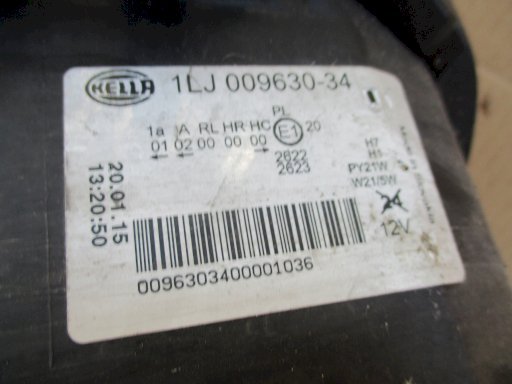 HELLA
1LJ 009630-34
PL
1a IA RL HR HC E1 20
01 02 00 00 00
2622
2623
H7
H1
PY21W
W21/5W
24
12V
20.01.15
13:20:50
0096303400001036